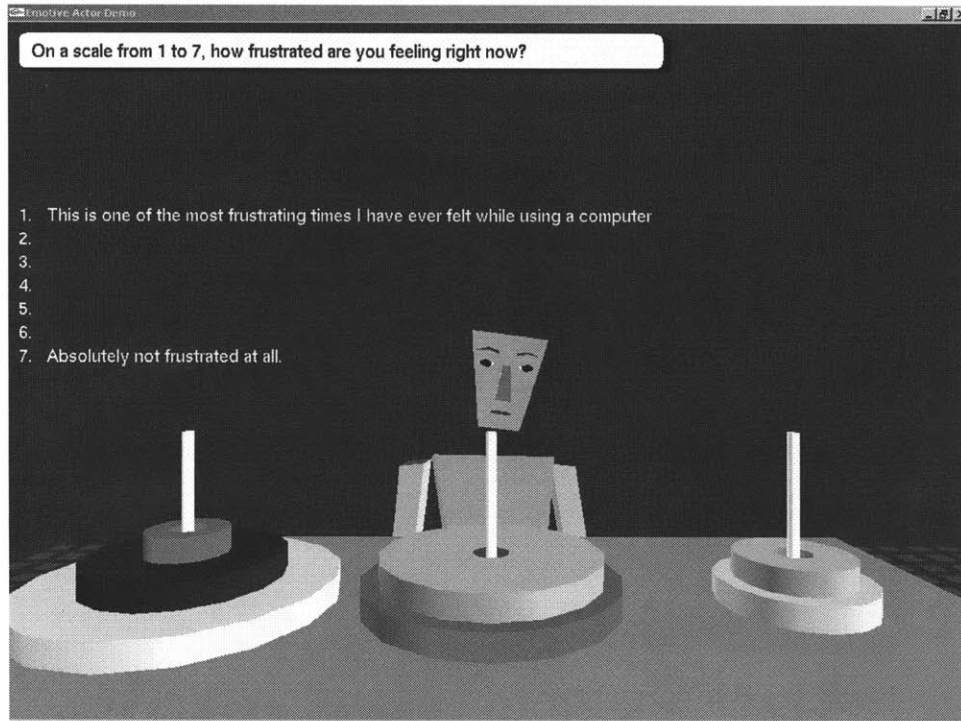 Emotive Actor Demo
On a scale from 1 to 7, how frustrated are you feeling right now?
1. This is one of the most frustrating times I have ever felt while using a computer
2.
3.
4.
5.
6.
7. Absolutely not frustrated at all.